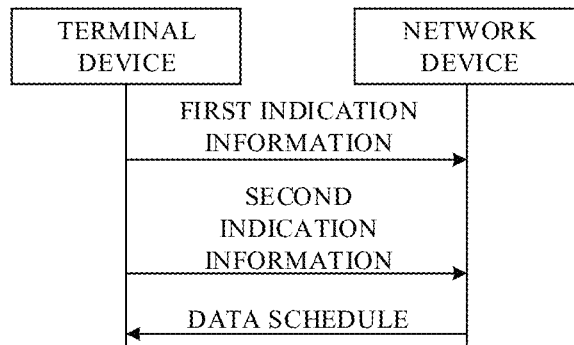 TERMINAL
DEVICE
NETWORK
DEVICE
FIRST INDICATION
INFORMATION
SECOND
INDICATION
INFORMATION
DATA SCHEDULE